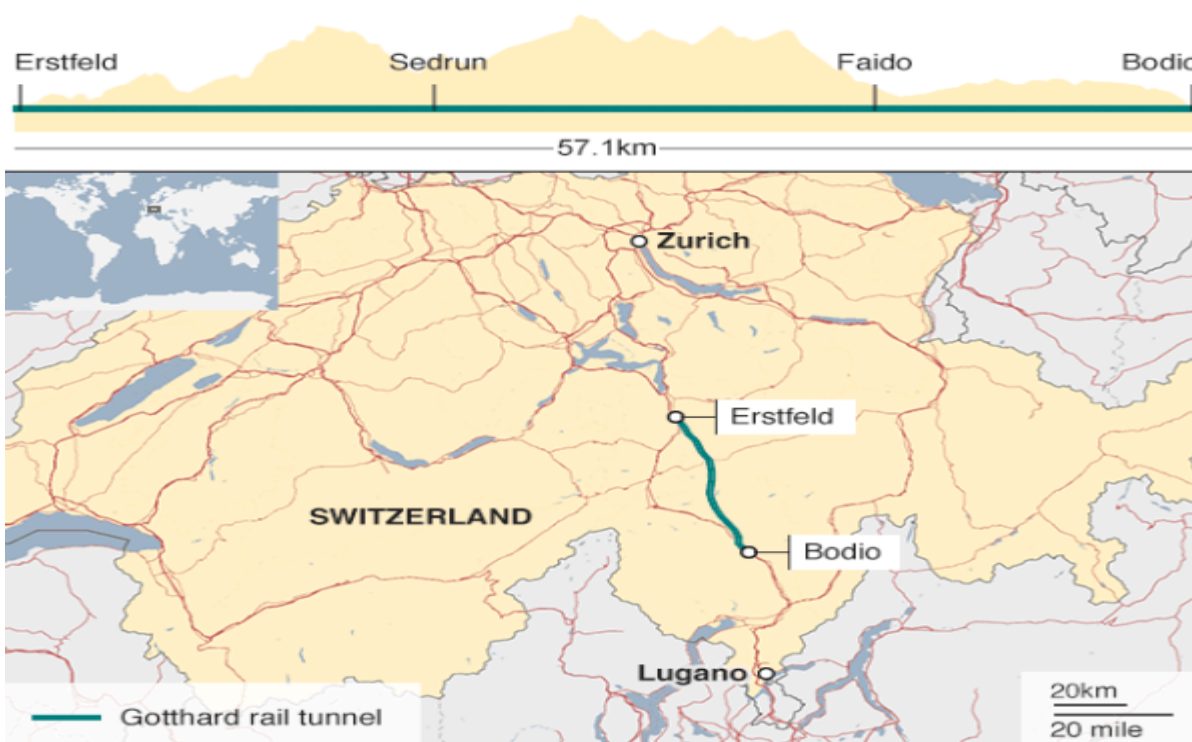 Erstfeld Sedrun Faido Bodio
57.1km
Zurich
Erstfeld
SWITZERLAND
Bodio
Lugano
20km
20 mile
Gotthard rail tunnel